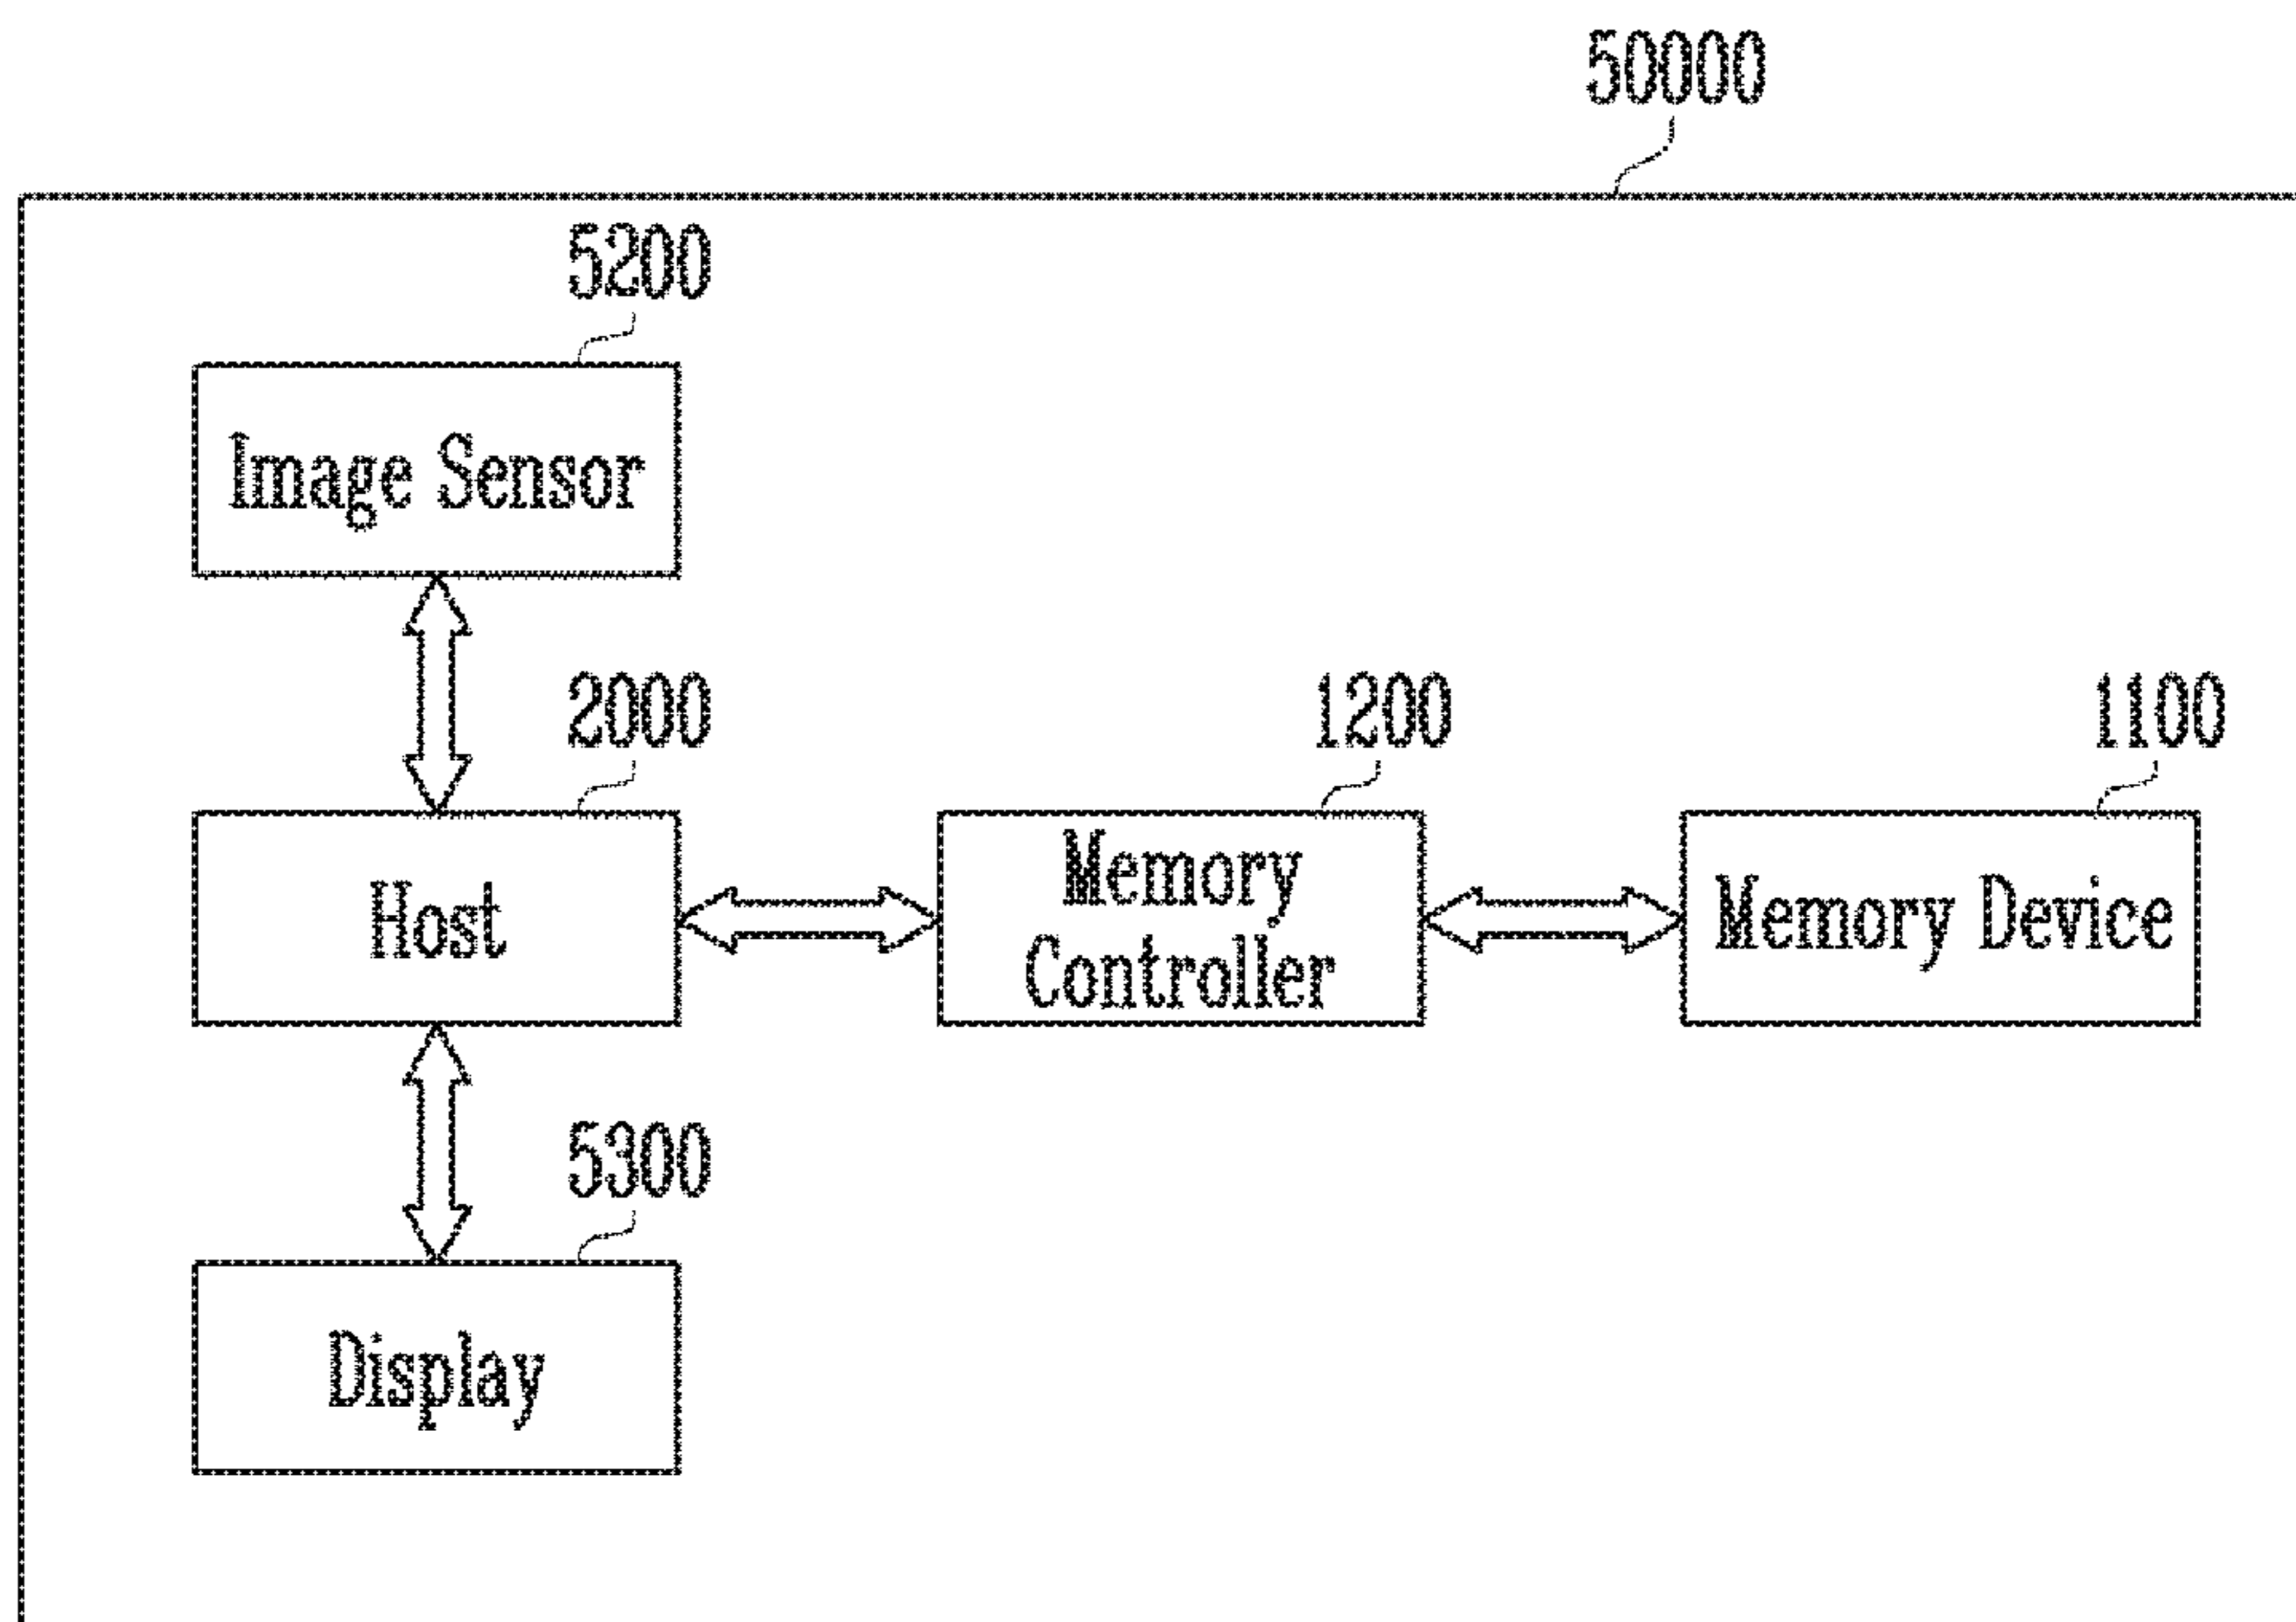 50000
5200
Image Sensor
2000
1200
1100
Host
Memory
Controller
Memory Device
5300
Display